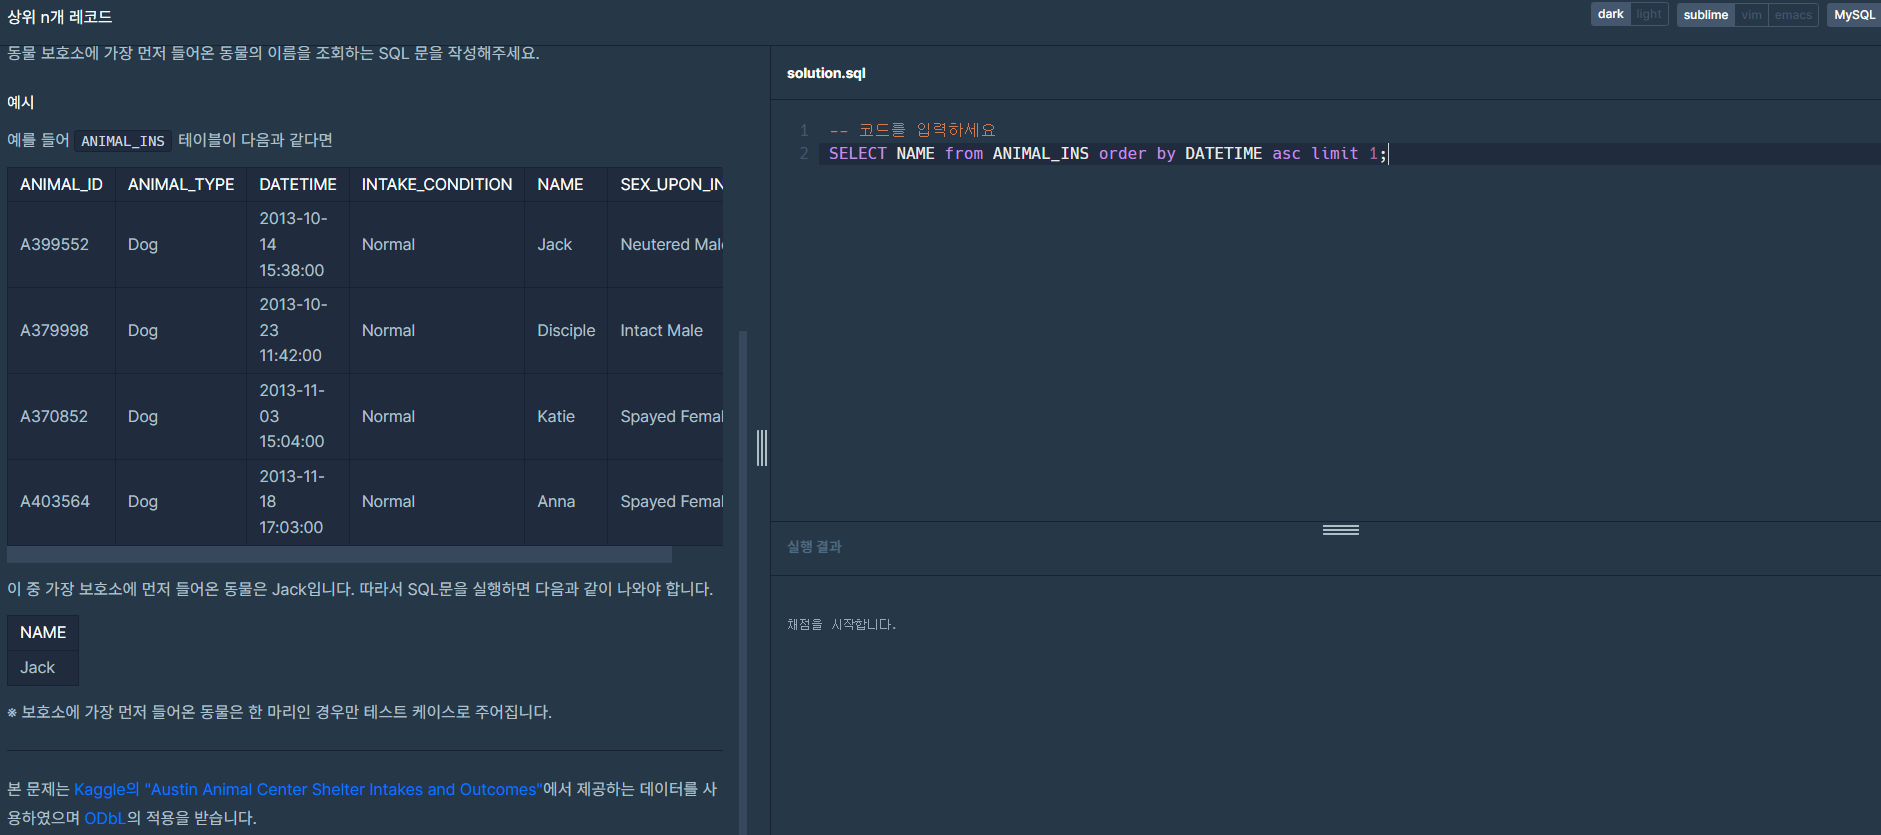 상위 n개 레코드
dark light sublime vim emacs MySQL
동물 보호소에 가장 먼저 들어온 동물의 이름을 조회하는 SQL 문을 작성해주세요.
예시
예를 들어 ANIMAL_INS 테이블이 다음과 같다면
ANIMAL_ID ANIMAL_TYPE DATETIME INTAKE_CONDITION NAME SEX_UPON_IN
A399552 Dog 2013-10-14 15:38:00 Normal Jack Neutered Mal
A379998 Dog 2013-10-23 11:42:00 Normal Disciple Intact Male
A370852 Dog 2013-11-03 15:04:00 Normal Katie Spayed Femal
A403564 Dog 2013-11-18 17:03:00 Normal Anna Spayed Femal
이 중 가장 보호소에 먼저 들어온 동물은 Jack입니다. 따라서 SQL문을 실행하면 다음과 같이 나와야 합니다.
NAME
Jack
※ 보호소에 가장 먼저 들어온 동물은 한 마리인 경우만 테스트 케이스로 주어집니다.
본 문제는 Kaggle의 "Austin Animal Center Shelter Intakes and Outcomes"에서 제공하는 데이터를 사
용하였으며 ODbL의 적용을 받습니다.
solution.sql
1 -- 코드를 입력하세요
2 SELECT NAME from ANIMAL_INS order by DATETIME asc limit 1;
실행 결과
채점을 시작합니다.